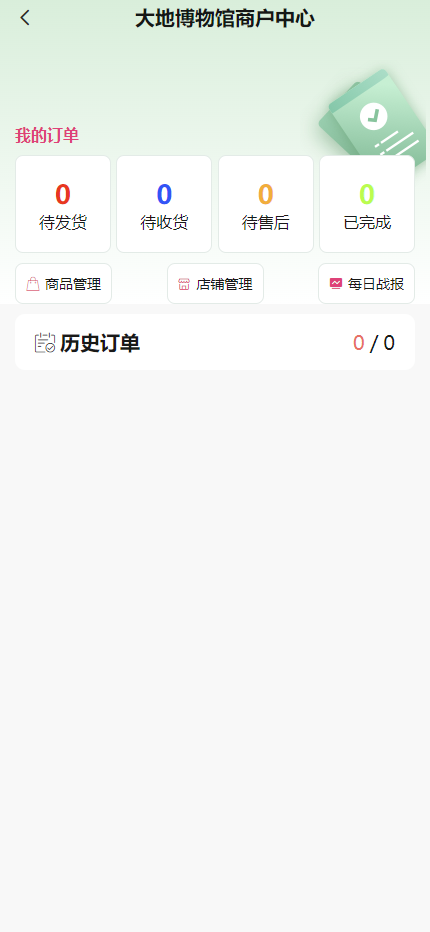 大地博物馆商户中心
我的订单
0 0 0 0
待发货 待收货 待售后 已完成
商品管理 店铺管理 每日战报
历史订单 0 / 0